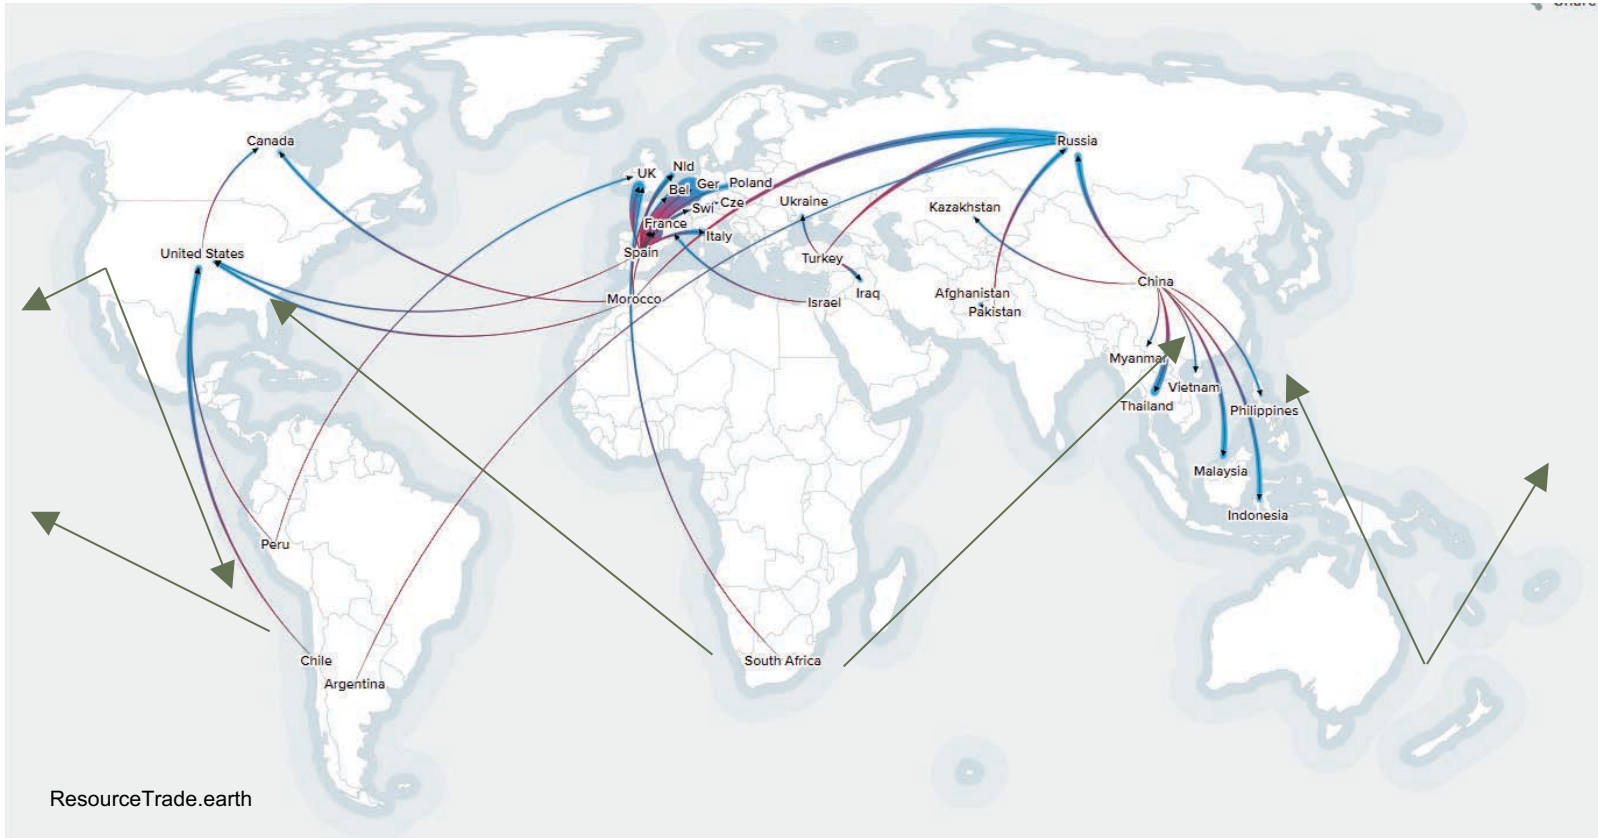 Share
Canada
Russia
Nld
UK
Bel
Ger
Poland
Swi
Cze
Ukraine
Kazakhstan
France
Italy
United States
Spain
Turkey
China
Iraq
Afghanistan
Morocco
Israel
Pakistan
Myanmar
Vietnam
Thailand
Philippines
Malaysia
Indonesia
Peru
Chile
South Africa
Argentina
ResourceTrade.earth